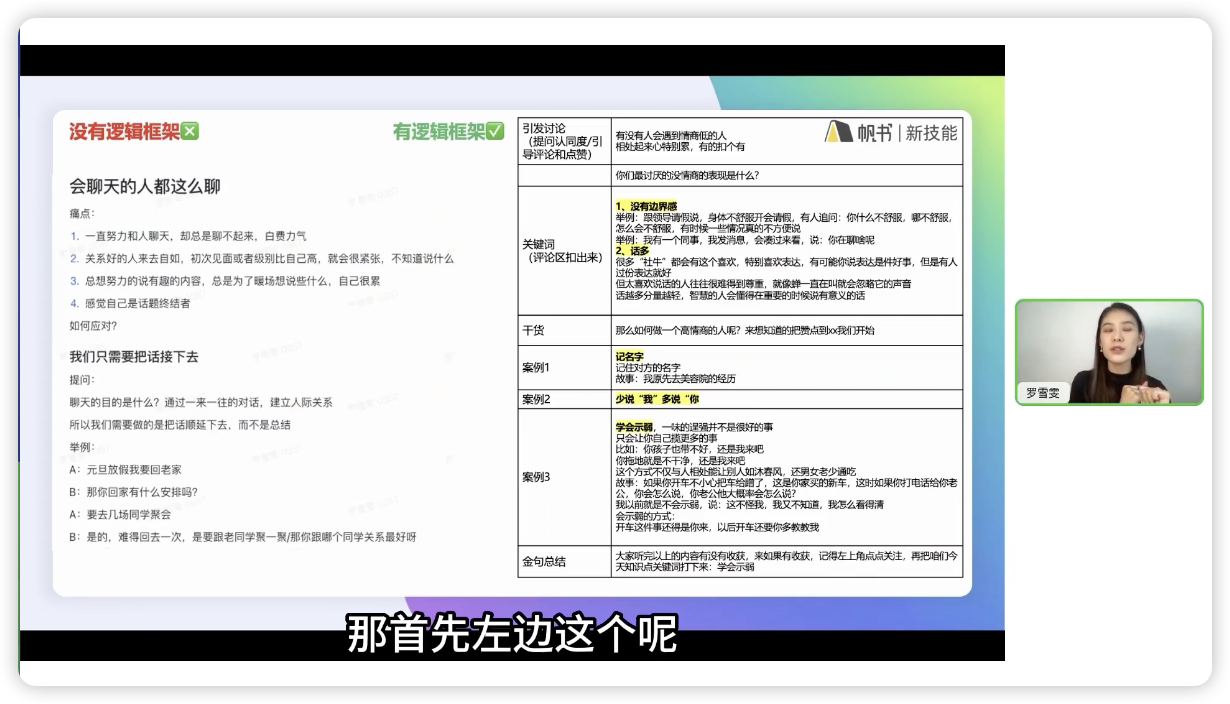 没有逻辑框架❎
会聊天的人都这么聊
痛点：
1. 一直努力和人聊天，却总是聊不起来，白费力气
2. 关系好的人来去自如，初次见面或者级别比自己高，就会很紧张，不知道说什么
3. 总想努力的说有趣的内容，总是为了暖场想说些什么，自己很累
4. 感觉自己是话题终结者
如何应对？
我们只需要把话接下去
提问：
聊天的目的是什么？通过一来一往的对话，建立人际关系
所以我们需要做的是把话顺延下去，而不是总结
举例：
A：元旦放假我要回老家
B：那你回家有什么安排吗？
A：要去几场同学聚会
B：是的，难得回去一次，是要跟老同学聚一聚/那你跟哪个同学关系最好呀
有逻辑框架✅
帆书｜新技能
引发讨论
（提问认同度/引
导评论和点赞）
有没有人会遇到情商低的人
相处起来心特别累，有的扣个有
你们最讨厌的没情商的表现是什么？
关键词
（评论区扣出来）
1、没有边界感
举例：跟领导请假说，身体不舒服开会请假，有人追问：你什么不舒服，哪不舒服，
怎么会不舒服，有时候一些情况真的不方便说
举例：我有一个同事，我发消息，会凑过来看，说：你在聊啥呢
2、话多
很多“社牛”都会有这个喜欢，特别喜欢表达，有可能你说表达是件好事，但是有人
过份表达就好
但太喜欢说话的人往往很难得到尊重，就像蝉一直在叫就会忽略它的声音
话越多分量越轻，智慧的人会懂得在重要的时候说有意义的话
干货
那么如何做一个高情商的人呢？来想知道的把赞点到xx我们开始
案例1
记名字
记住对方的名字
故事：我原先去美容院的经历
案例2
少说“我”多说“你
案例3
学会示弱，一味的逞强并不是很好的事
只会让你自己揽更多的事
比如：你孩子也带不好，还是我来吧
你拖地就是不干净，还是我来吧
这个方式不仅与人相处能让别人如沐春风，还男女老少通吃
故事：如果你开车不小心把车给蹭了，这是你家买的新车，这时如果你打电话给你老
公，你会怎么说，你老公他大概率会怎么说？
我以前就是不会示弱，说：这不怪我，我又不知道，我怎么看得清
会示弱的方式：
开车这件事还得是你来，以后开车还要你多教教我
金句总结
大家听完以上的内容有没有收获，来如果有收获，记得左上角点点关注，再把咱们今
天知识点关键词打下来：学会示弱
罗雪雯
那首先左边这个呢